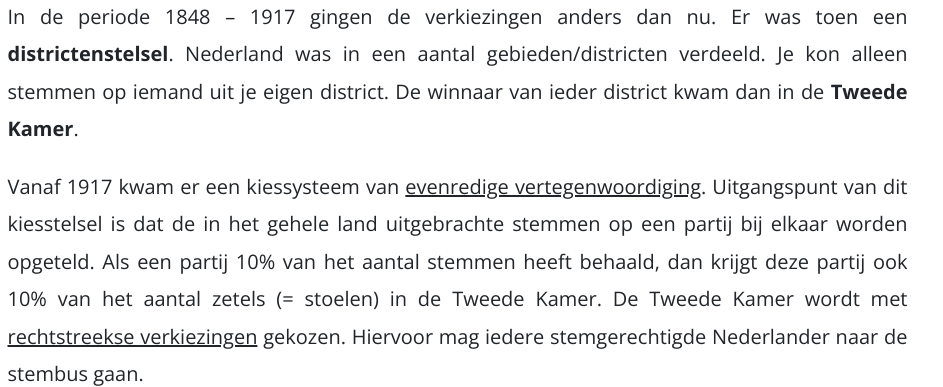 In de periode 1848 – 1917 gingen de verkiezingen anders dan nu. Er was toen een
districtenstelsel. Nederland was in een aantal gebieden/districten verdeeld. Je kon alleen
stemmen op iemand uit je eigen district. De winnaar van ieder district kwam dan in de Tweede
Kamer.
Vanaf 1917 kwam er een kiessysteem van evenredige vertegenwoordiging. Uitgangspunt van dit
kiesstelsel is dat de in het gehele land uitgebrachte stemmen op een partij bij elkaar worden
opgeteld. Als een partij 10% van het aantal stemmen heeft behaald, dan krijgt deze partij ook
10% van het aantal zetels (= stoelen) in de Tweede Kamer. De Tweede Kamer wordt met
rechtstreekse verkiezingen gekozen. Hiervoor mag iedere stemgerechtigde Nederlander naar de
stembus gaan.